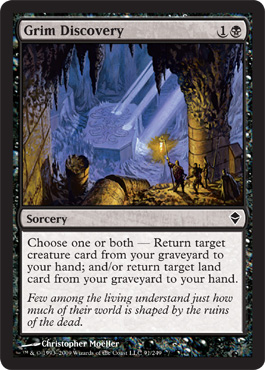 Grim Discovery 1
Sorcery
Choose one or both — Return target
creature card from your graveyard to
your hand; and/or return target land
card from your graveyard to your hand.
Few among the living understand just how
much of their world is shaped by the ruins
of the dead.
Christopher Moeller
™ & © 1993–2009 Wizards of the Coast LLC 91/249